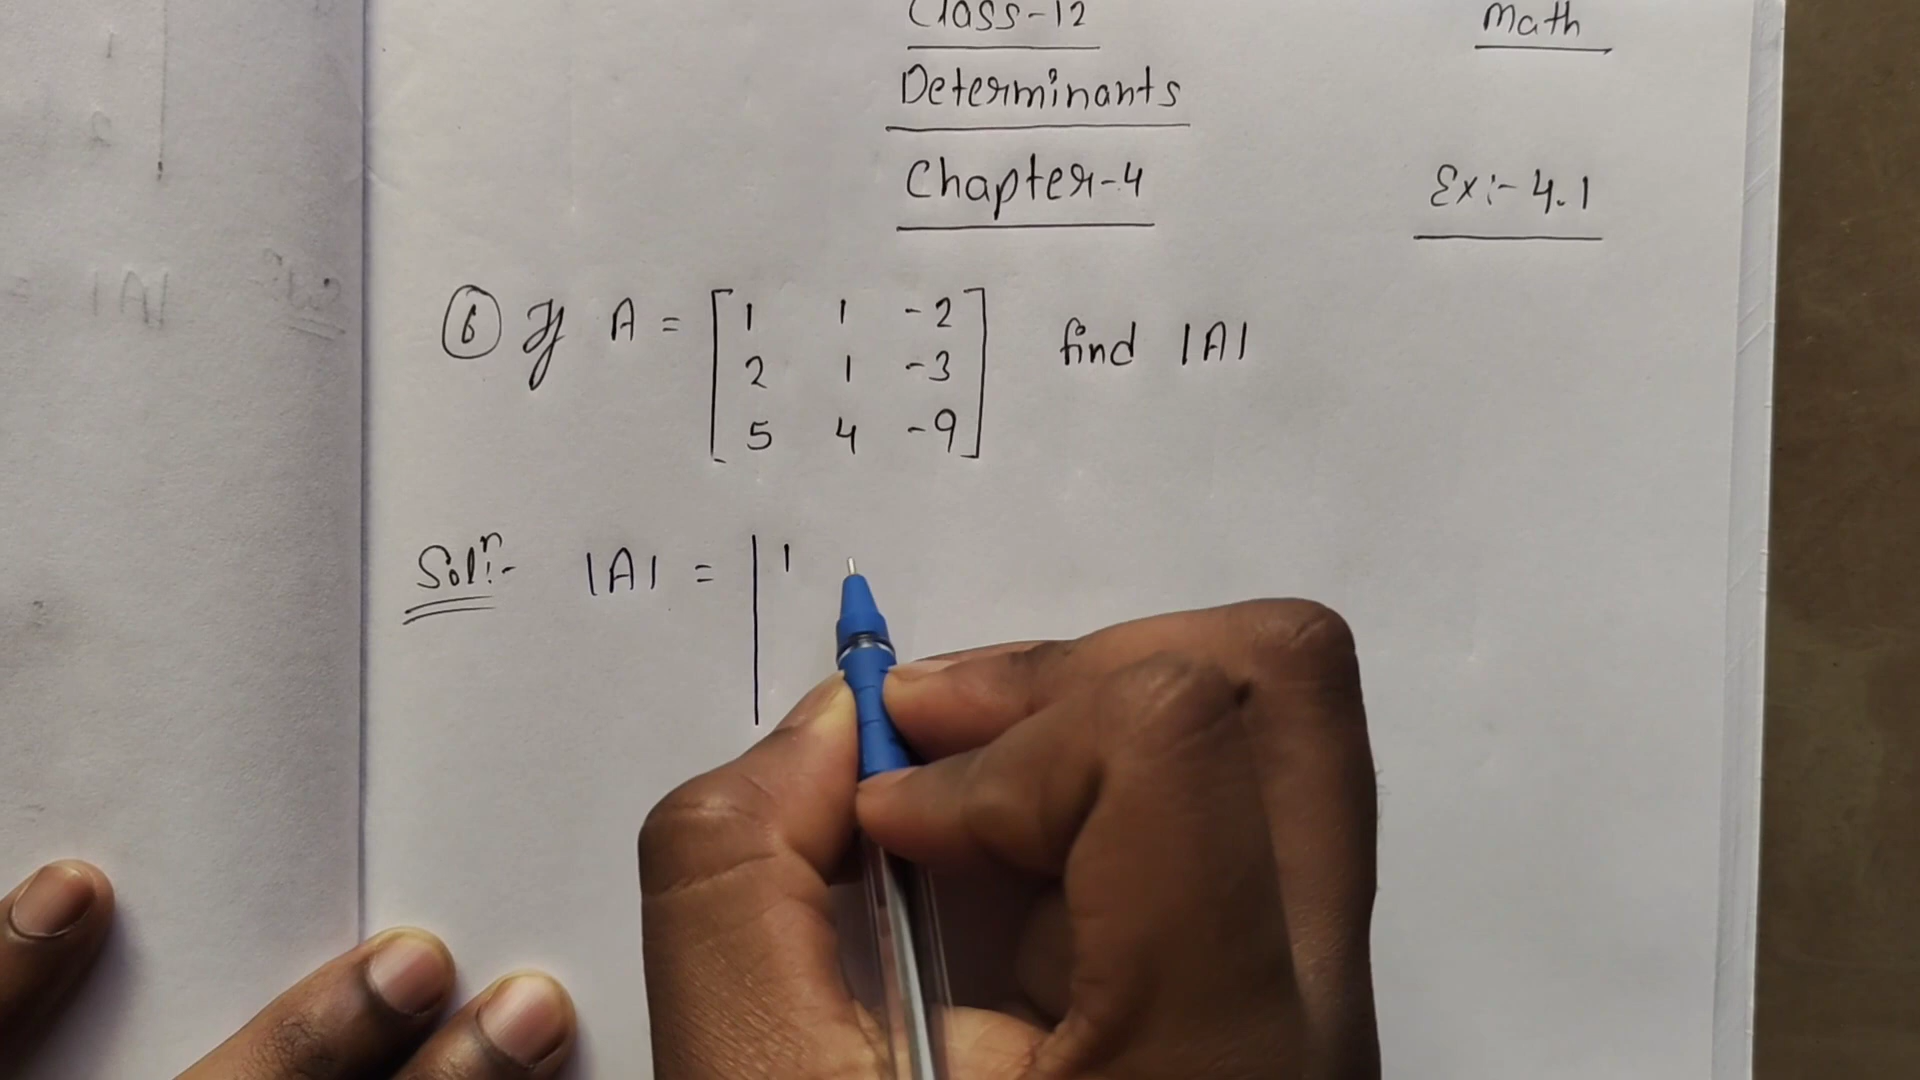 Class-12 Math
Determinants
Chapter-4 Ex:- 4.1
⑥ If A = [ 1 1 -2 ] find |A|
2 1 -3
5 4 -9
Solⁿ:- |A| = | 1
|A|